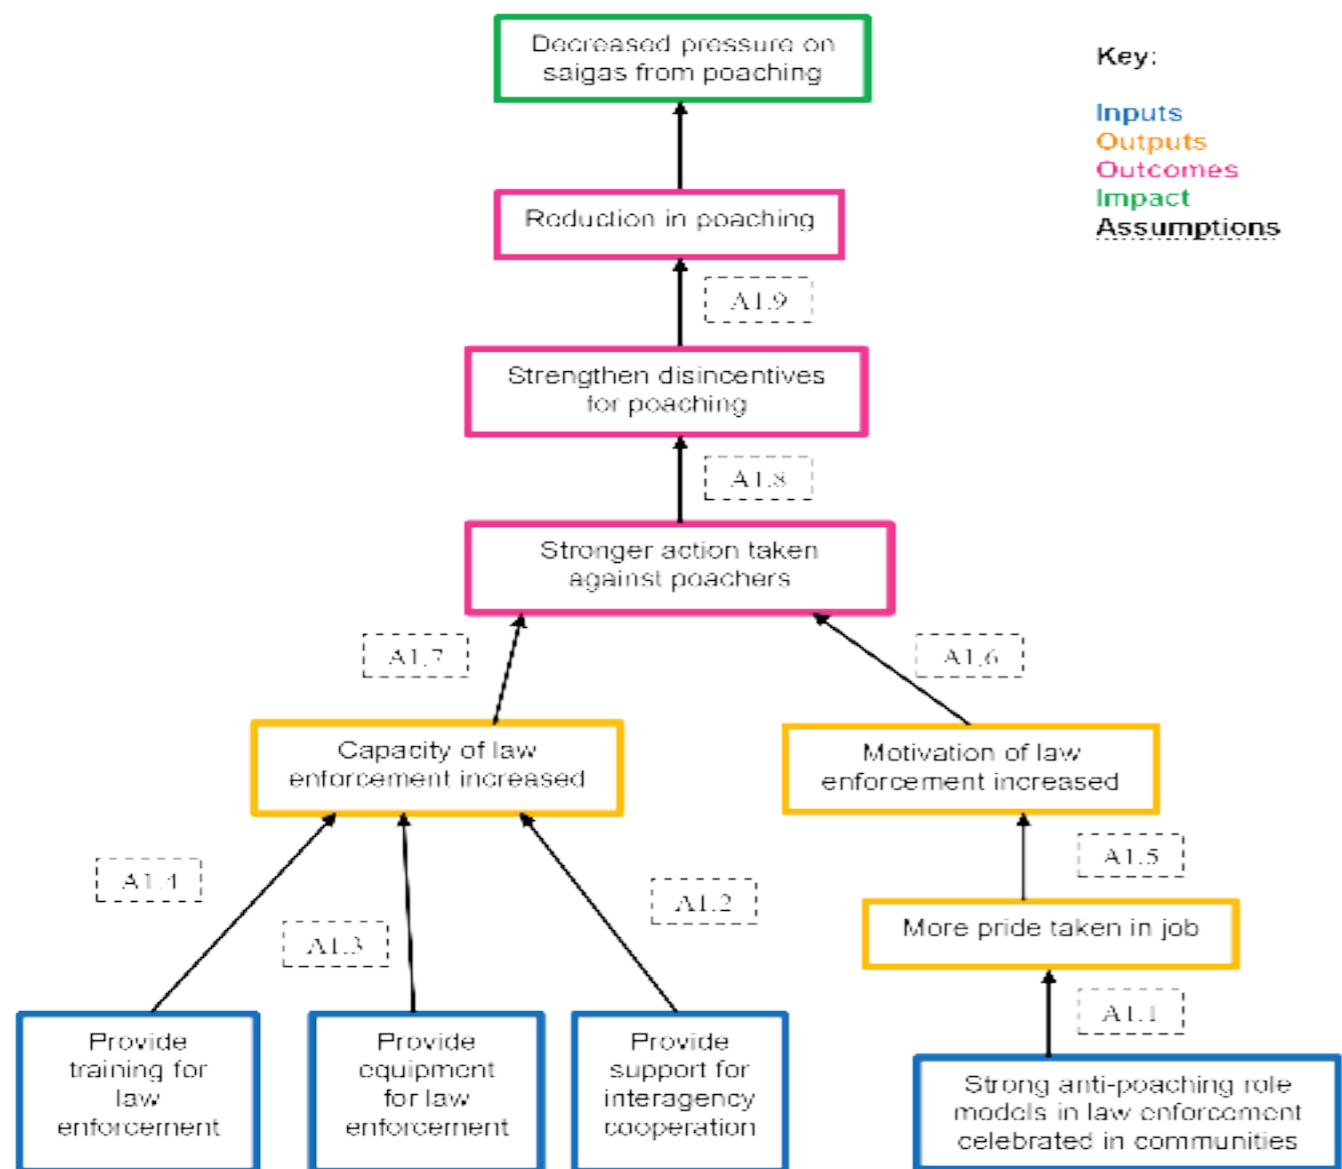 Decreased pressure on
saigas from poaching
Key:
Inputs
Outputs
Outcomes
Impact
Assumptions
Reduction in poaching
A1.9
Strengthen disincentives
for poaching
A1.8
Stronger action taken
against poachers
A1.7
A1.6
Capacity of law
enforcement increased
Motivation of law
enforcement increased
A1.4
A1.3
A1.2
A1.5
More pride taken in job
A1.1
Provide
training for
law
enforcement
Provide
equipment
for law
enforcement
Provide
support for
interagency
cooperation
Strong anti-poaching role
models in law enforcement
celebrated in communities